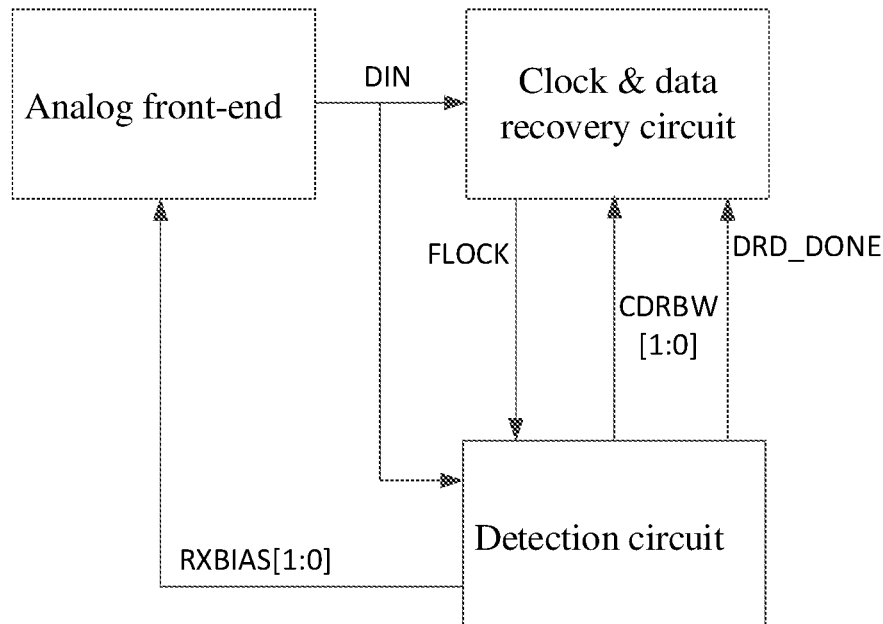 DIN
Analog front-end
Clock & data
recovery circuit
FLOCK
DRD_DONE
CDRBW
[1:0]
Detection circuit
RXBIAS[1:0]